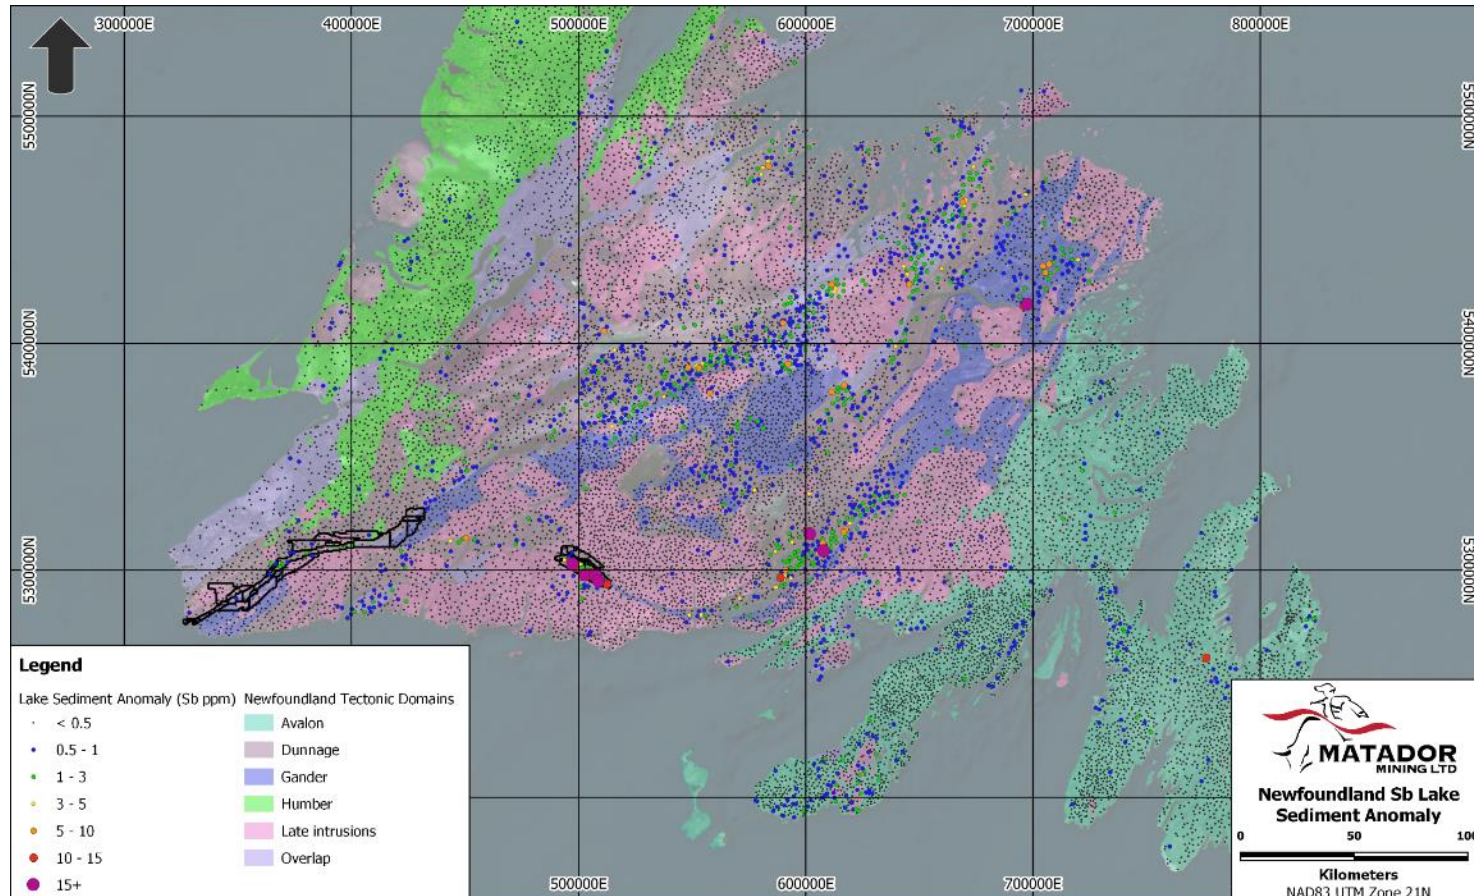 300000E 400000E 500000E 600000E 700000E 800000E
5500000N 5500000N
5400000N 5400000N
5300000N 5300000N
Legend
Lake Sediment Anomaly (Sb ppm) Newfoundland Tectonic Domains
< 0.5 Avalon
0.5 - 1 Dunnage
1 - 3 Gander
3 - 5 Humber
5 - 10 Late intrusions
10 - 15 Overlap
15+
500000E 600000E 700000E
MATADOR
MINING LTD
Newfoundland Sb Lake
Sediment Anomaly
0 50 100
Kilometers
NAD83 UTM Zone 21N